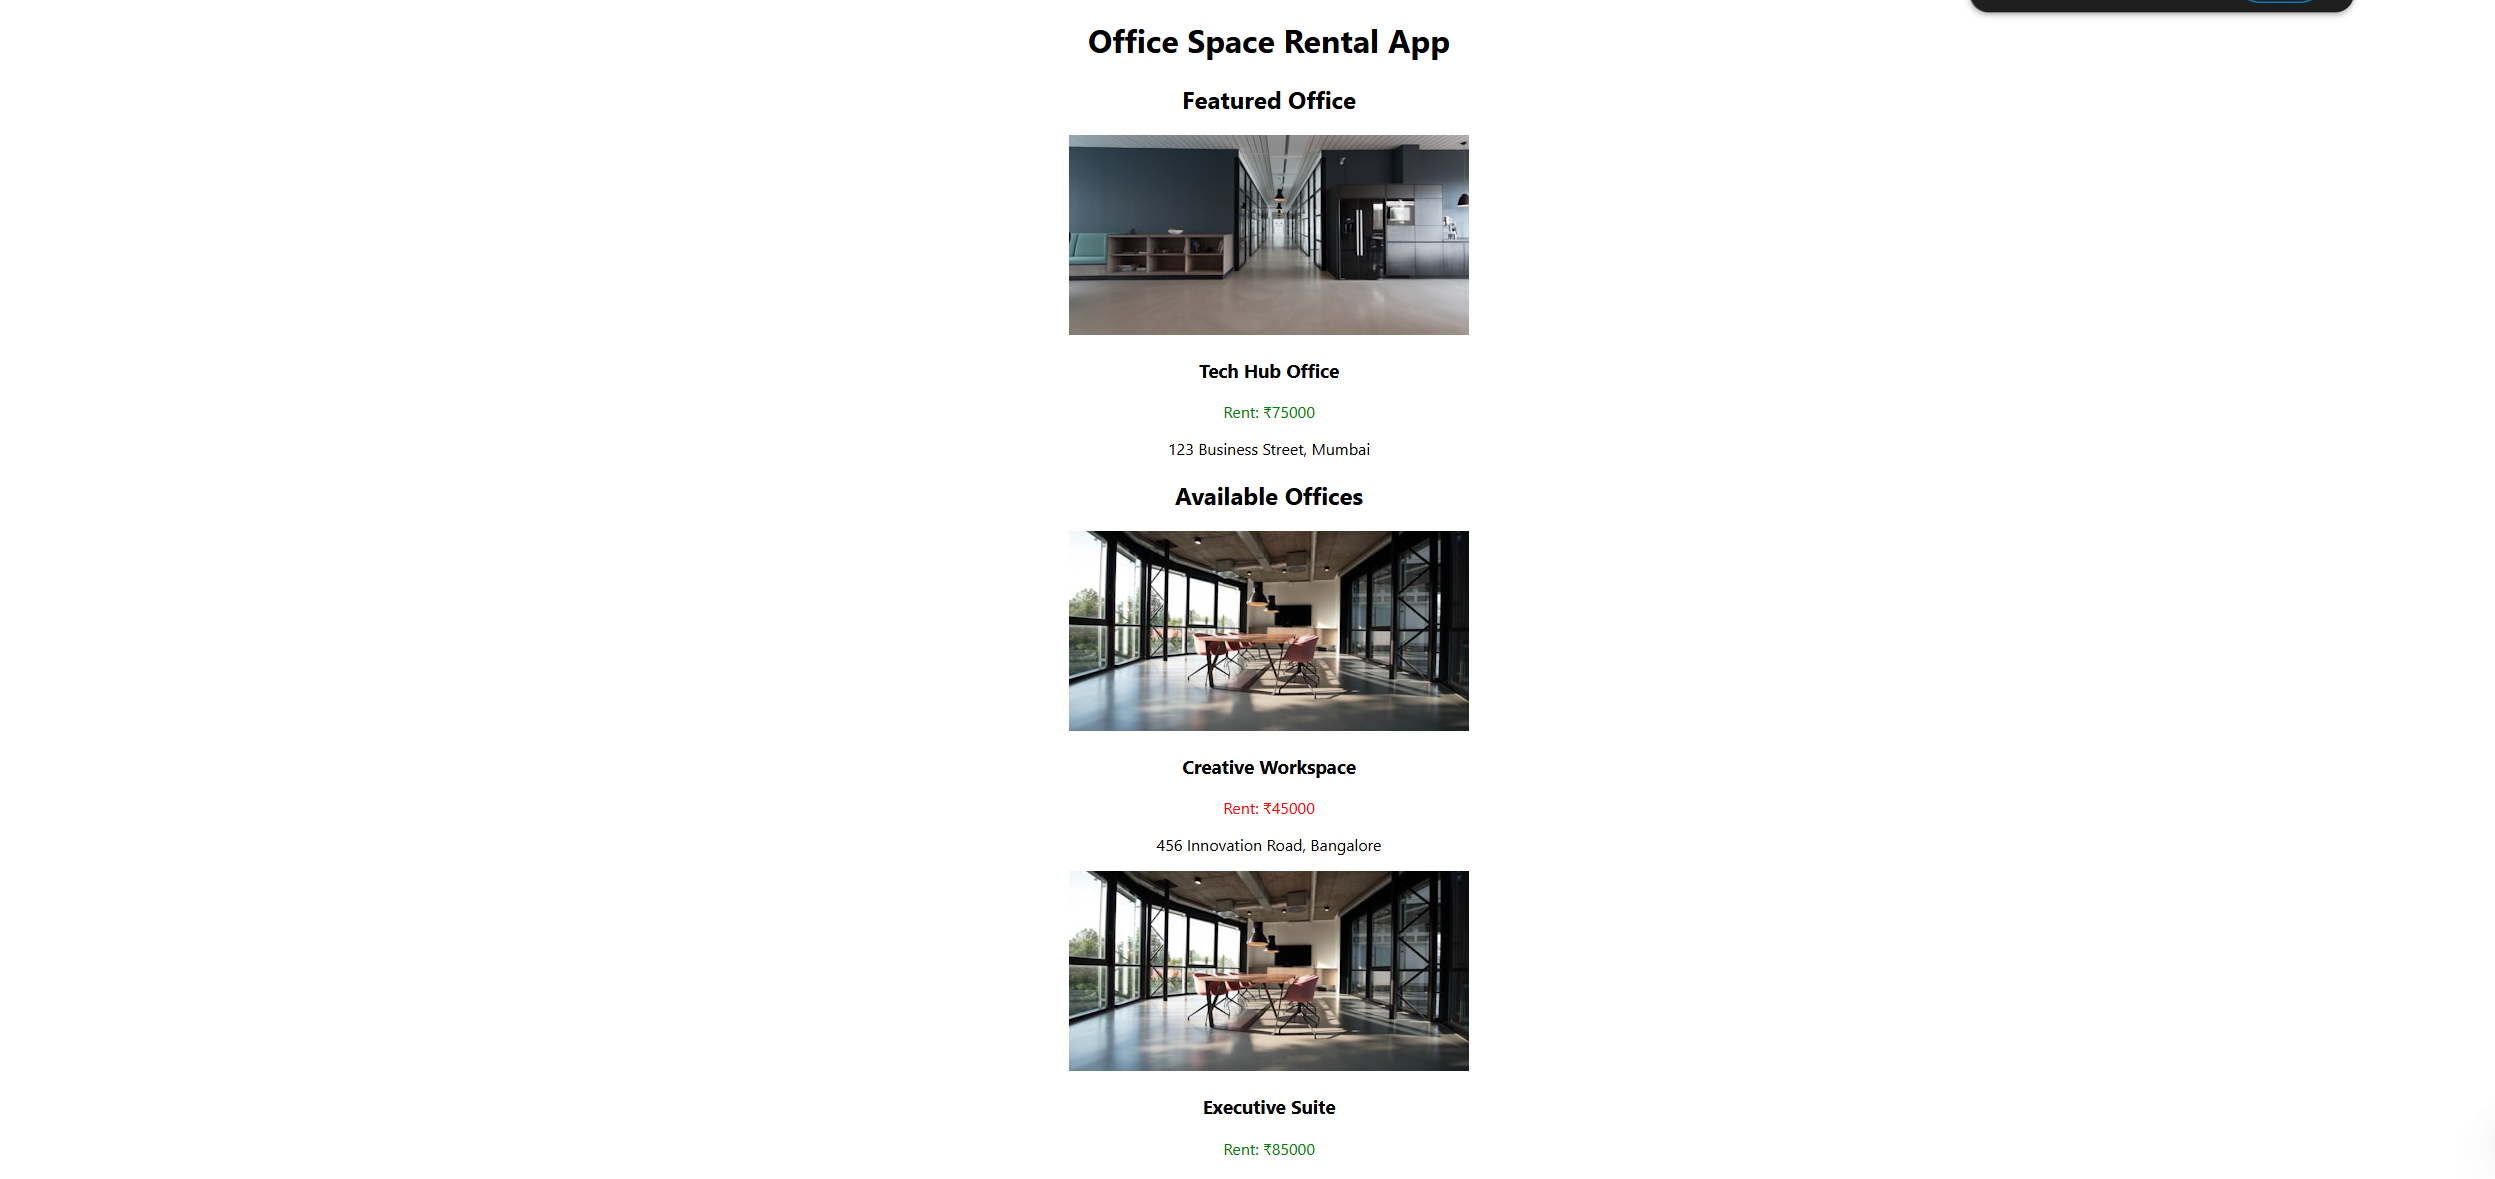 Office Space Rental App
Featured Office
Tech Hub Office
Rent: ₹75000
123 Business Street, Mumbai
Available Offices
Creative Workspace
Rent: ₹45000
456 Innovation Road, Bangalore
Executive Suite
Rent: ₹85000